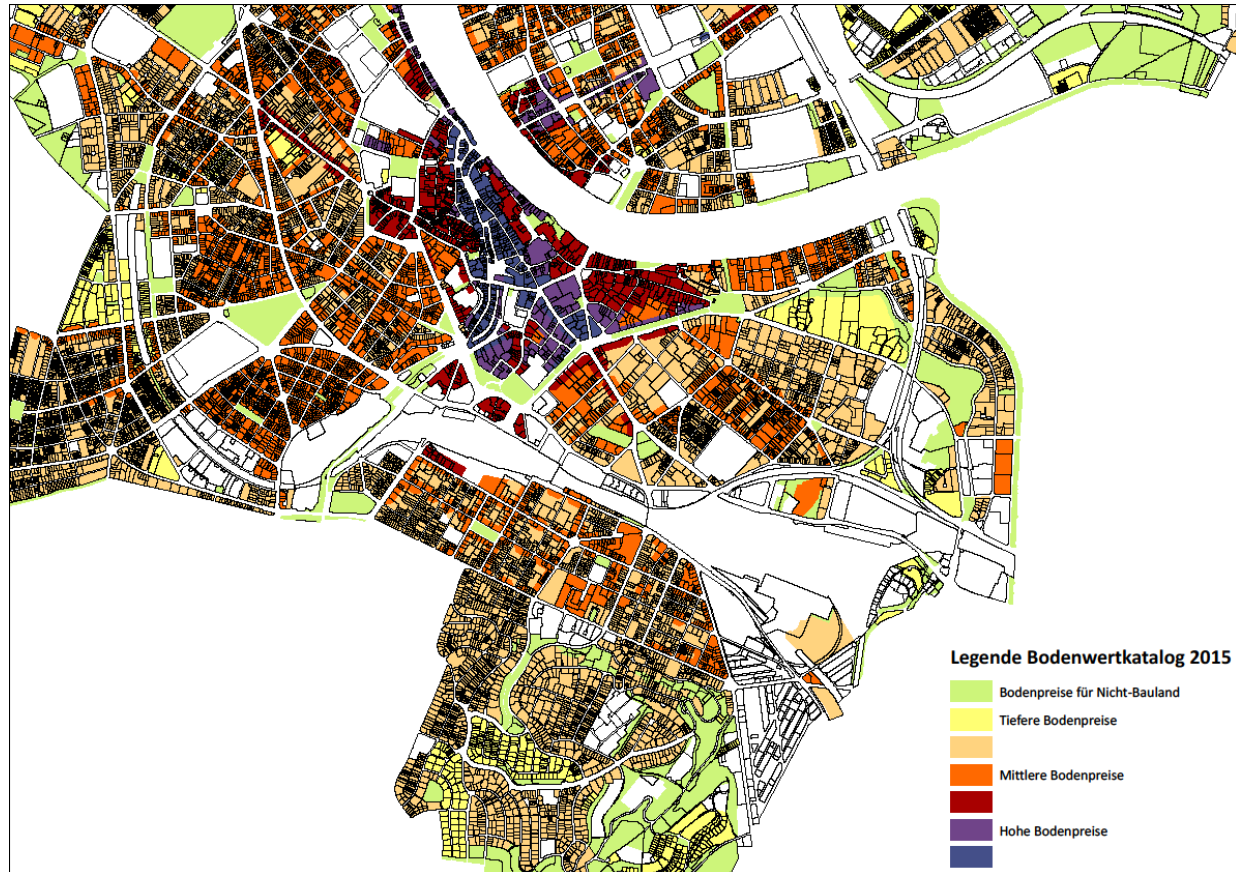 Legende Bodenwertkatalog 2015
Bodenpreise für Nicht-Bauland
Tiefere Bodenpreise
Mittlere Bodenpreise
Hohe Bodenpreise